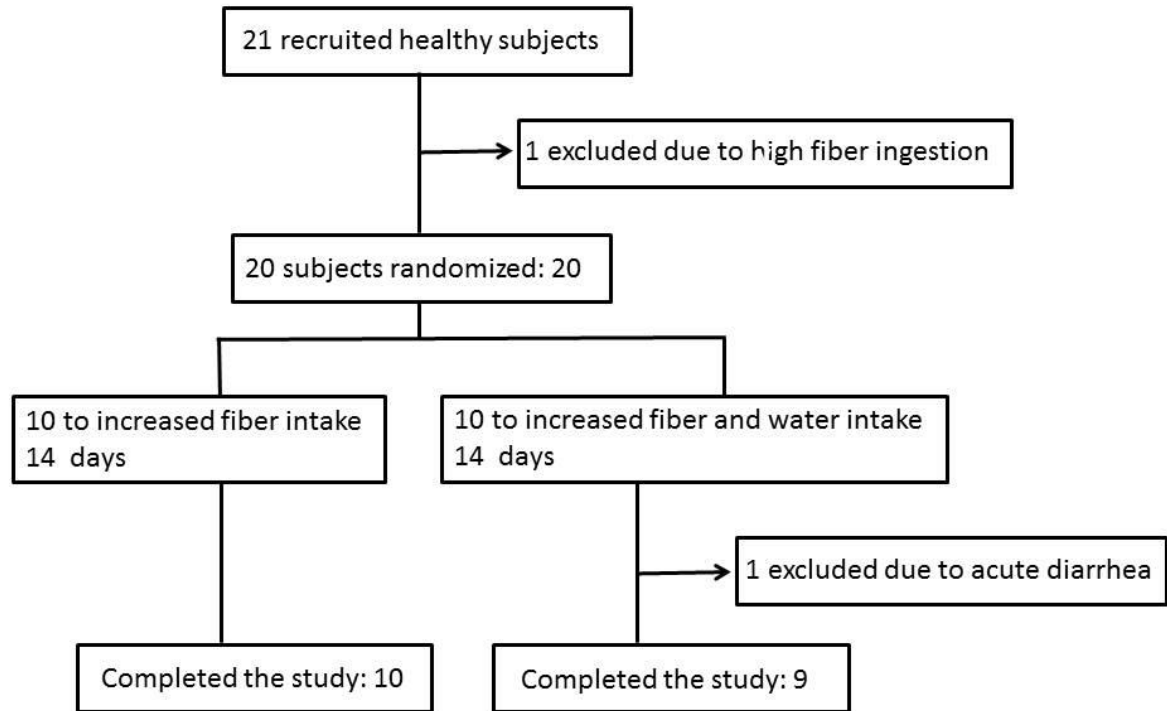 21 recruited healthy subjects
1 excluded due to high fiber ingestion
20 subjects randomized: 20
10 to increased fiber intake
14 days
10 to increased fiber and water intake
14 days
1 excluded due to acute diarrhea
Completed the study: 10
Completed the study: 9